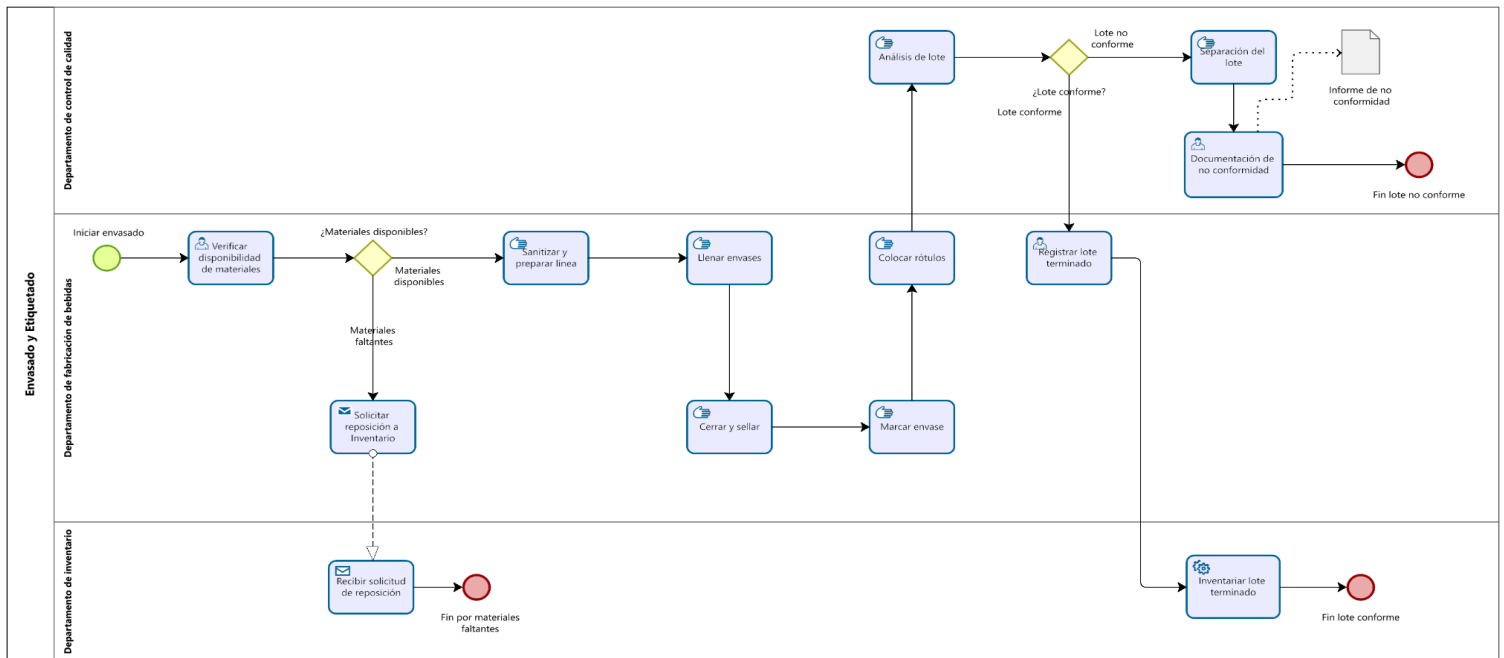 Envasado y Etiquetado
Departamento de control de calidad
Análisis de lote
¿Lote conforme?
Lote no
conforme
Lote conforme
Separación del
lote
Informe de no
conformidad
Documentación de
no conformidad
Fin lote no conforme
Departamento de fabricación de bebidas
Iniciar envasado
Verificar
disponibilidad
de materiales
¿Materiales disponibles?
Materiales
disponibles
Materiales
faltantes
Sanitizar y
preparar línea
Llenar envases
Colocar rótulos
Registrar lote
terminado
Solicitar
reposición a
Inventario
Cerrar y sellar
Marcar envase
Departamento de inventario
Recibir solicitud
de reposición
Fin por materiales
faltantes
Inventariar lote
terminado
Fin lote conforme